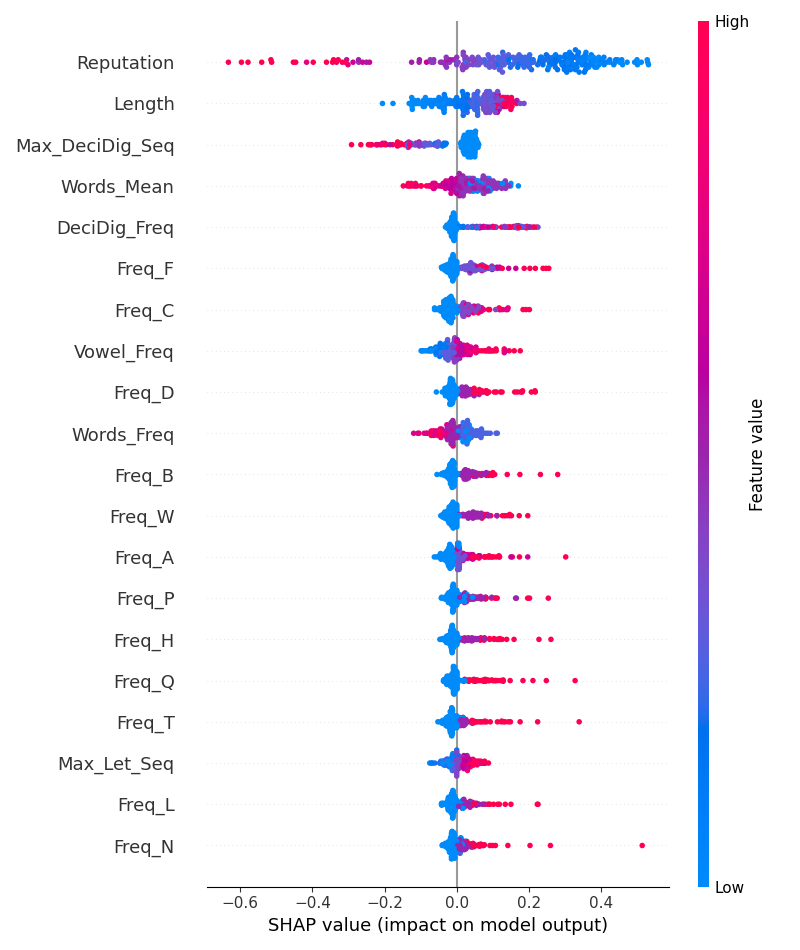 High
Reputation
Length
Max_DeciDig_Seq
Words_Mean
DeciDig_Freq
Freq_F
Freq_C
Vowel_Freq
Freq_D
Words_Freq
Freq_B
Freq_W
Freq_A
Freq_P
Freq_H
Freq_Q
Freq_T
Max_Let_Seq
Freq_L
Freq_N
Feature value
Low
−0.6 −0.4 −0.2 0.0 0.2 0.4
SHAP value (impact on model output)